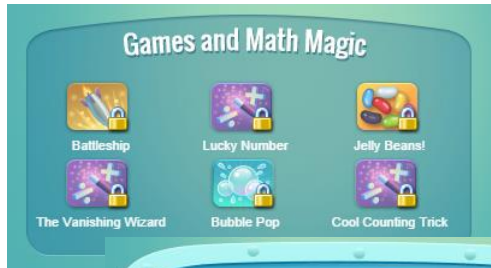 Games and Math Magic
Battleship
Lucky Number
Jelly Beans!
The Vanishing Wizard
Bubble Pop
Cool Counting Trick